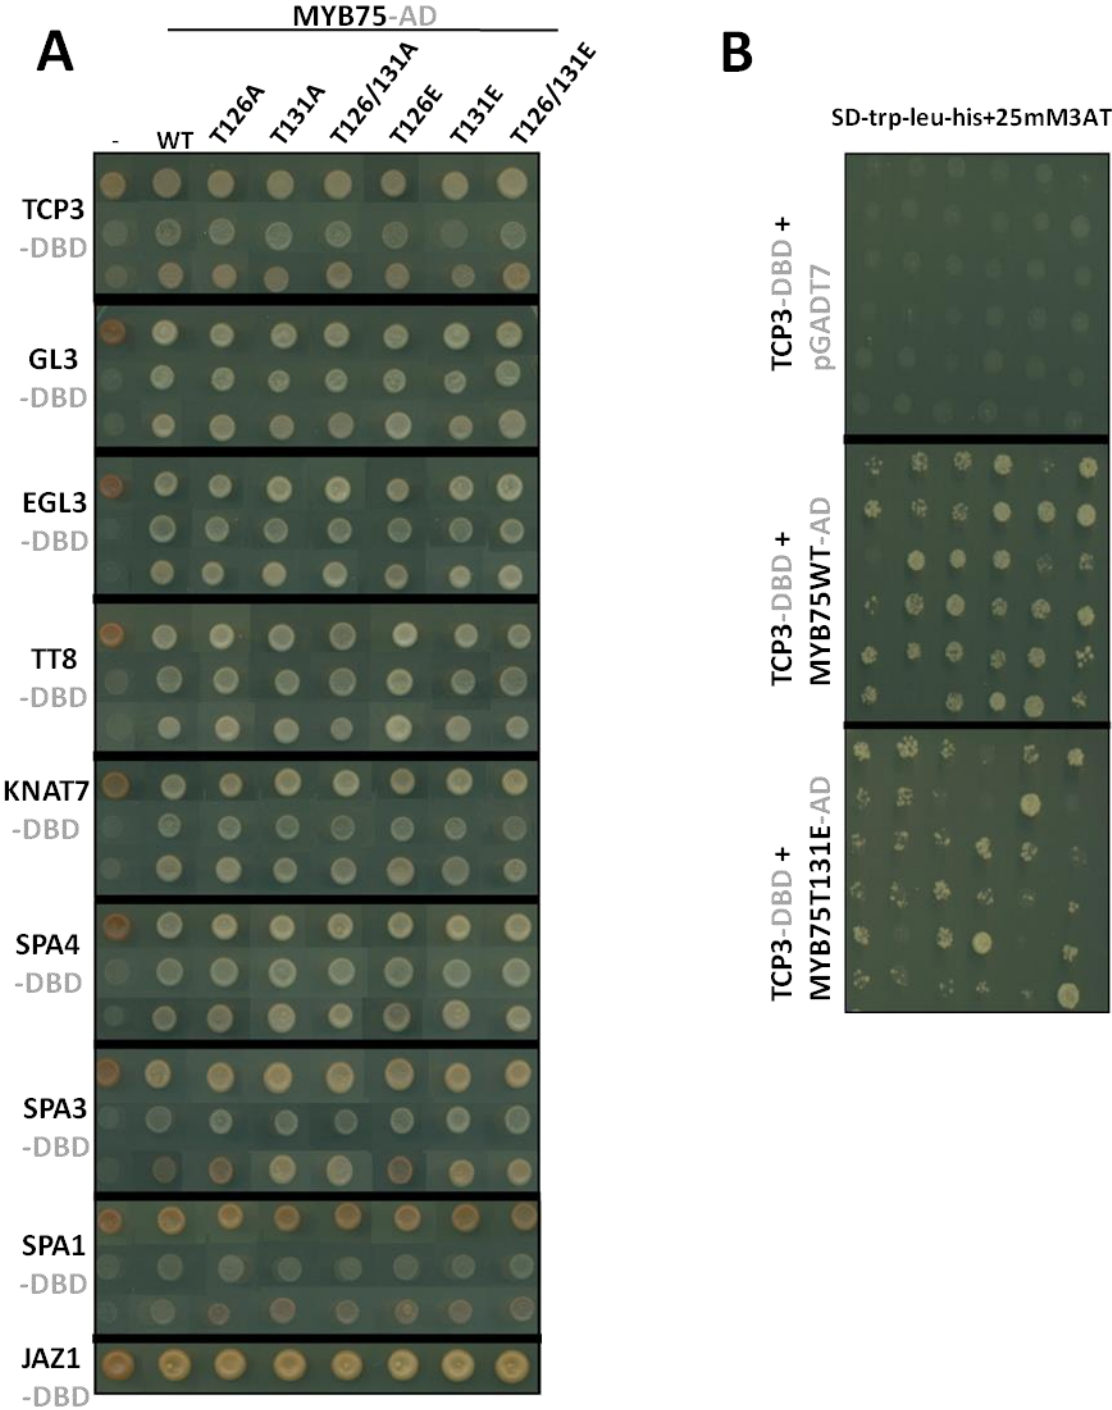 A
MYB75-AD
-
WT
T126A
T131A
T126/131A
T126E
T131E
T126/131E
TCP3
-DBD
GL3
-DBD
EGL3
-DBD
TT8
-DBD
KNAT7
-DBD
SPA4
-DBD
SPA3
-DBD
SPA1
-DBD
JAZ1
-DBD
B
SD-trp-leu-his+25mM3AT
TCP3-DBD +
pGADT7
TCP3-DBD +
MYB75WT-AD
TCP3-DBD +
MYB75T131E-AD